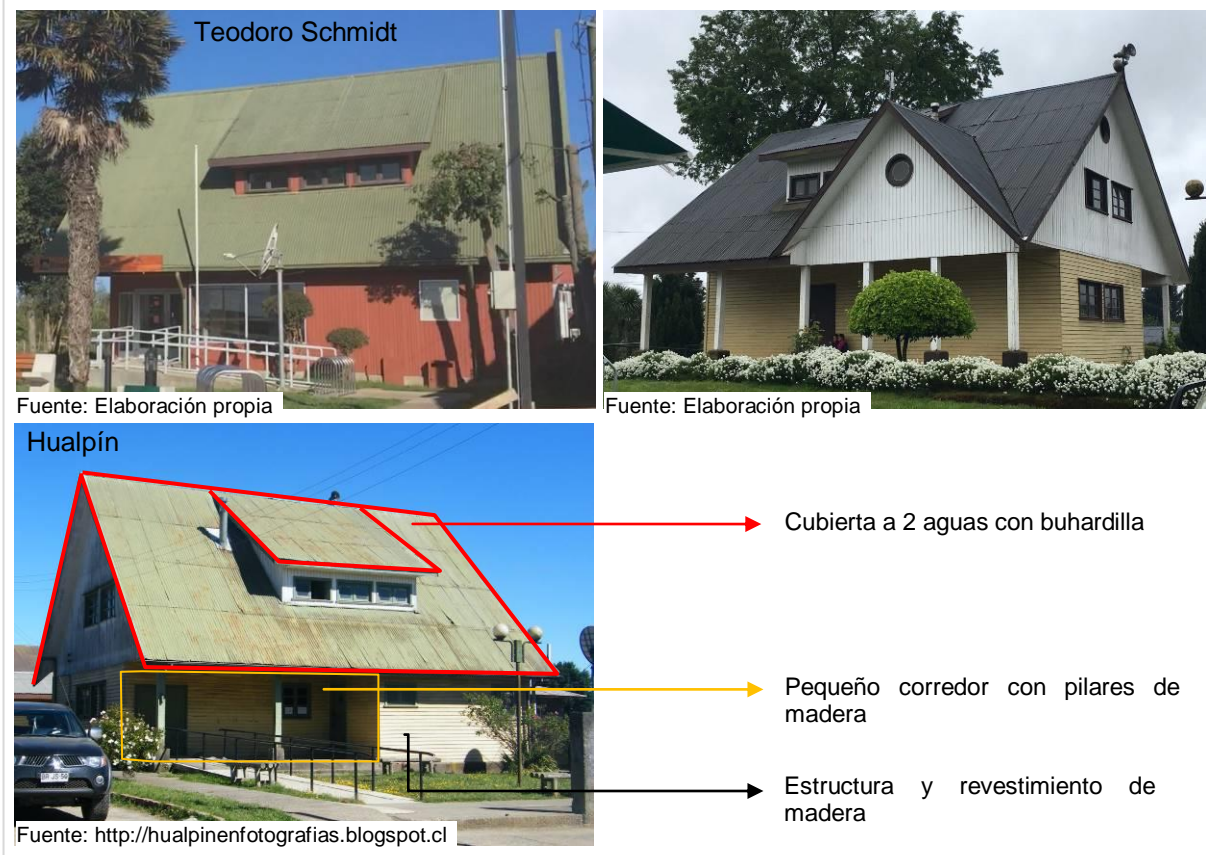 Teodoro Schmidt
Fuente: Elaboración propia
Fuente: Elaboración propia
Hualpín
Cubierta a 2 aguas con buhardilla
Pequeño corredor con pilares de
madera
Estructura y revestimiento de
madera
Fuente: http://hualpinenfotografias.blogspot.cl